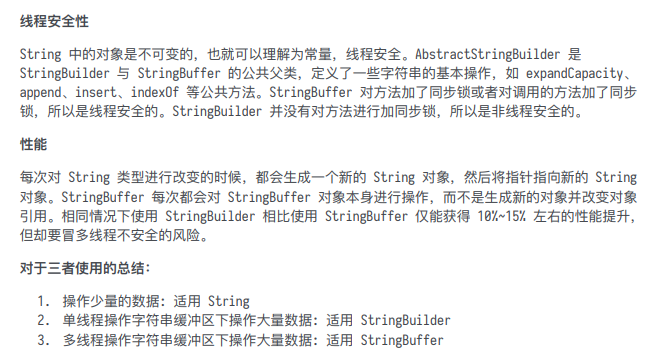 线程安全性
String 中的对象是不可变的，也就可以理解为常量，线程安全。AbstractStringBuilder 是
StringBuilder 与 StringBuffer 的公共父类，定义了一些字符串的基本操作，如 expandCapacity、
append、insert、indexOf 等公共方法。StringBuffer 对方法加了同步锁或者对调用的方法加了同步
锁，所以是线程安全的。StringBuilder 并没有对方法进行加同步锁，所以是非线程安全的。
性能
每次对 String 类型进行改变的时候，都会生成一个新的 String 对象，然后将指针指向新的 String
对象。StringBuffer 每次都会对 StringBuffer 对象本身进行操作，而不是生成新的对象并改变对象
引用。相同情况下使用 StringBuilder 相比使用 StringBuffer 仅能获得 10%~15% 左右的性能提升，
但却要冒多线程不安全的风险。
对于三者使用的总结：
1. 操作少量的数据：适用 String
2. 单线程操作字符串缓冲区下操作大量数据：适用 StringBuilder
3. 多线程操作字符串缓冲区下操作大量数据：适用 StringBuffer